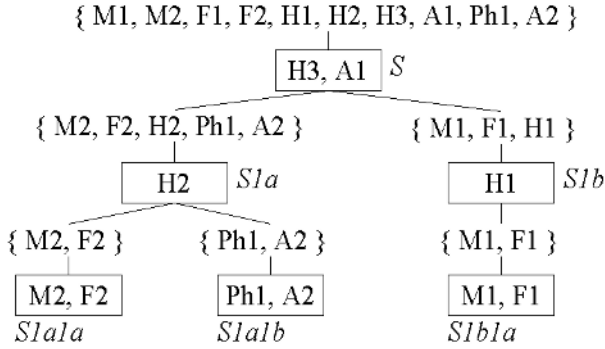 { M1, M2, F1, F2, H1, H2, H3, A1, Ph1, A2 }
H3, A1 S
{ M2, F2, H2, Ph1, A2 } { M1, F1, H1 }
H2 S1a H1 S1b
{ M2, F2 } { Ph1, A2 } { M1, F1 }
M2, F2 Ph1, A2 M1, F1
S1a1a S1a1b S1b1a